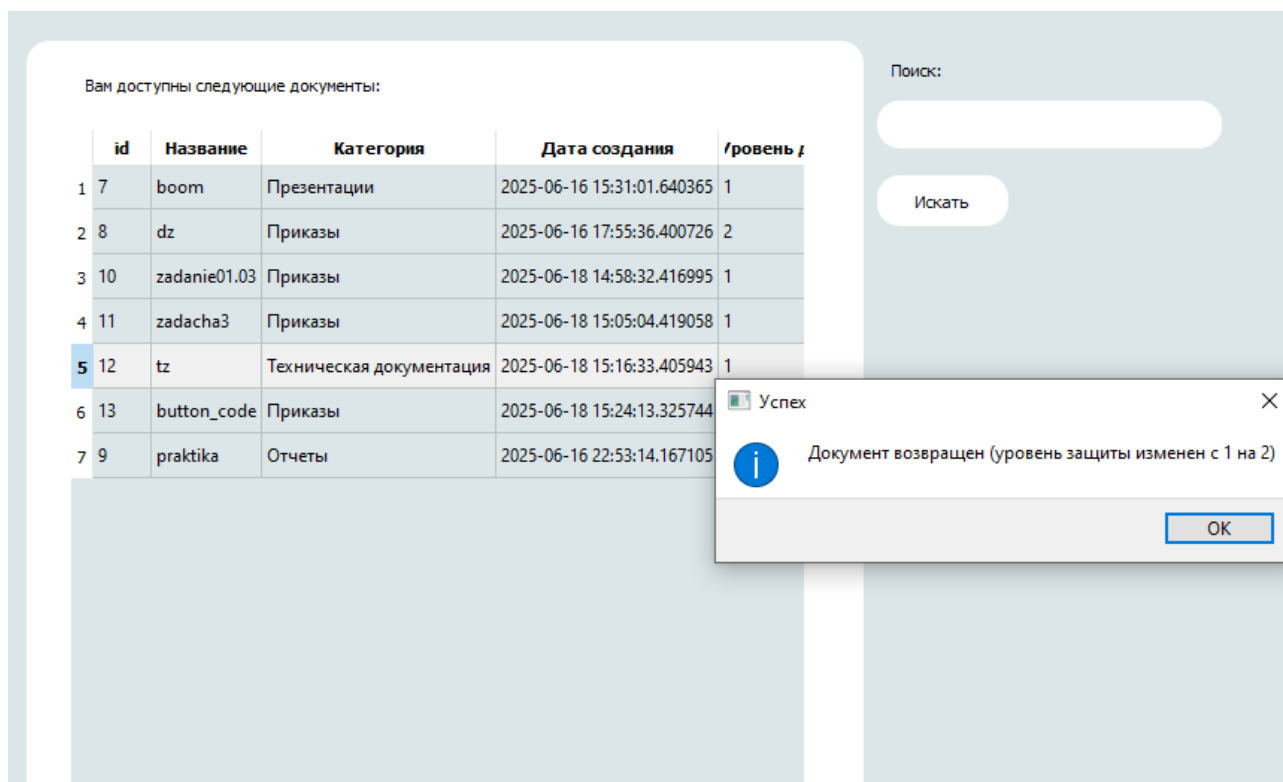 Вам доступны следующие документы:
Поиск:
id Название Категория Дата создания Уровень д
1 7 boom Презентации 2025-06-16 15:31:01.640365 1
Искать
2 8 dz Приказы 2025-06-16 17:55:36.400726 2
3 10 zadanie01.03 Приказы 2025-06-18 14:58:32.416995 1
4 11 zadacha3 Приказы 2025-06-18 15:05:04.419058 1
5 12 tz Техническая документация 2025-06-18 15:16:33.405943 1
6 13 button_code Приказы 2025-06-18 15:24:13.325744
7 9 praktika Отчеты 2025-06-16 22:53:14.167105
Успех
Документ возвращен (уровень защиты изменен с 1 на 2)
OK